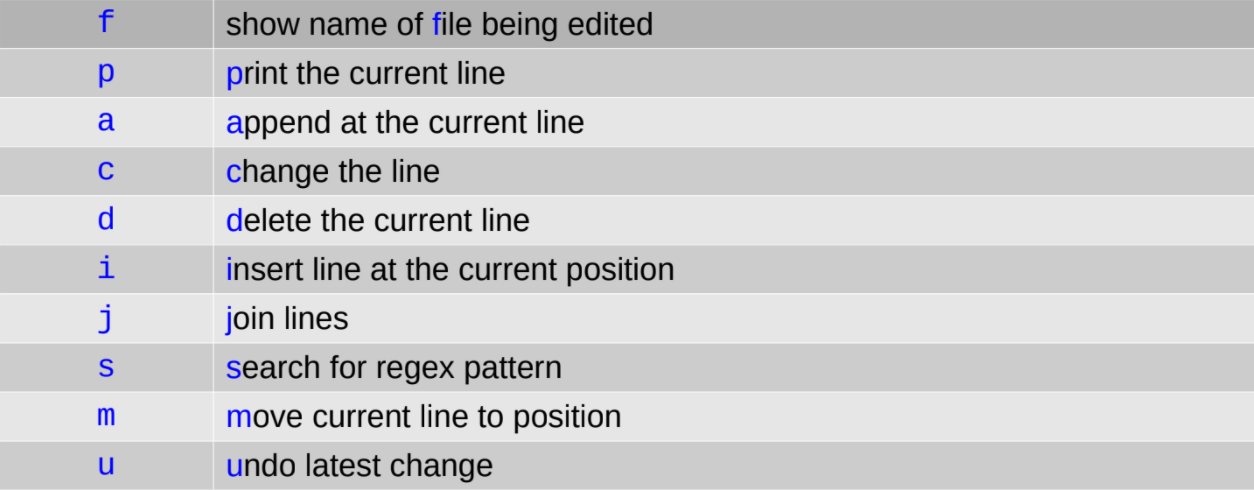 f show name of file being edited
p print the current line
a append at the current line
c change the line
d delete the current line
i insert line at the current position
j join lines
s search for regex pattern
m move current line to position
u undo latest change